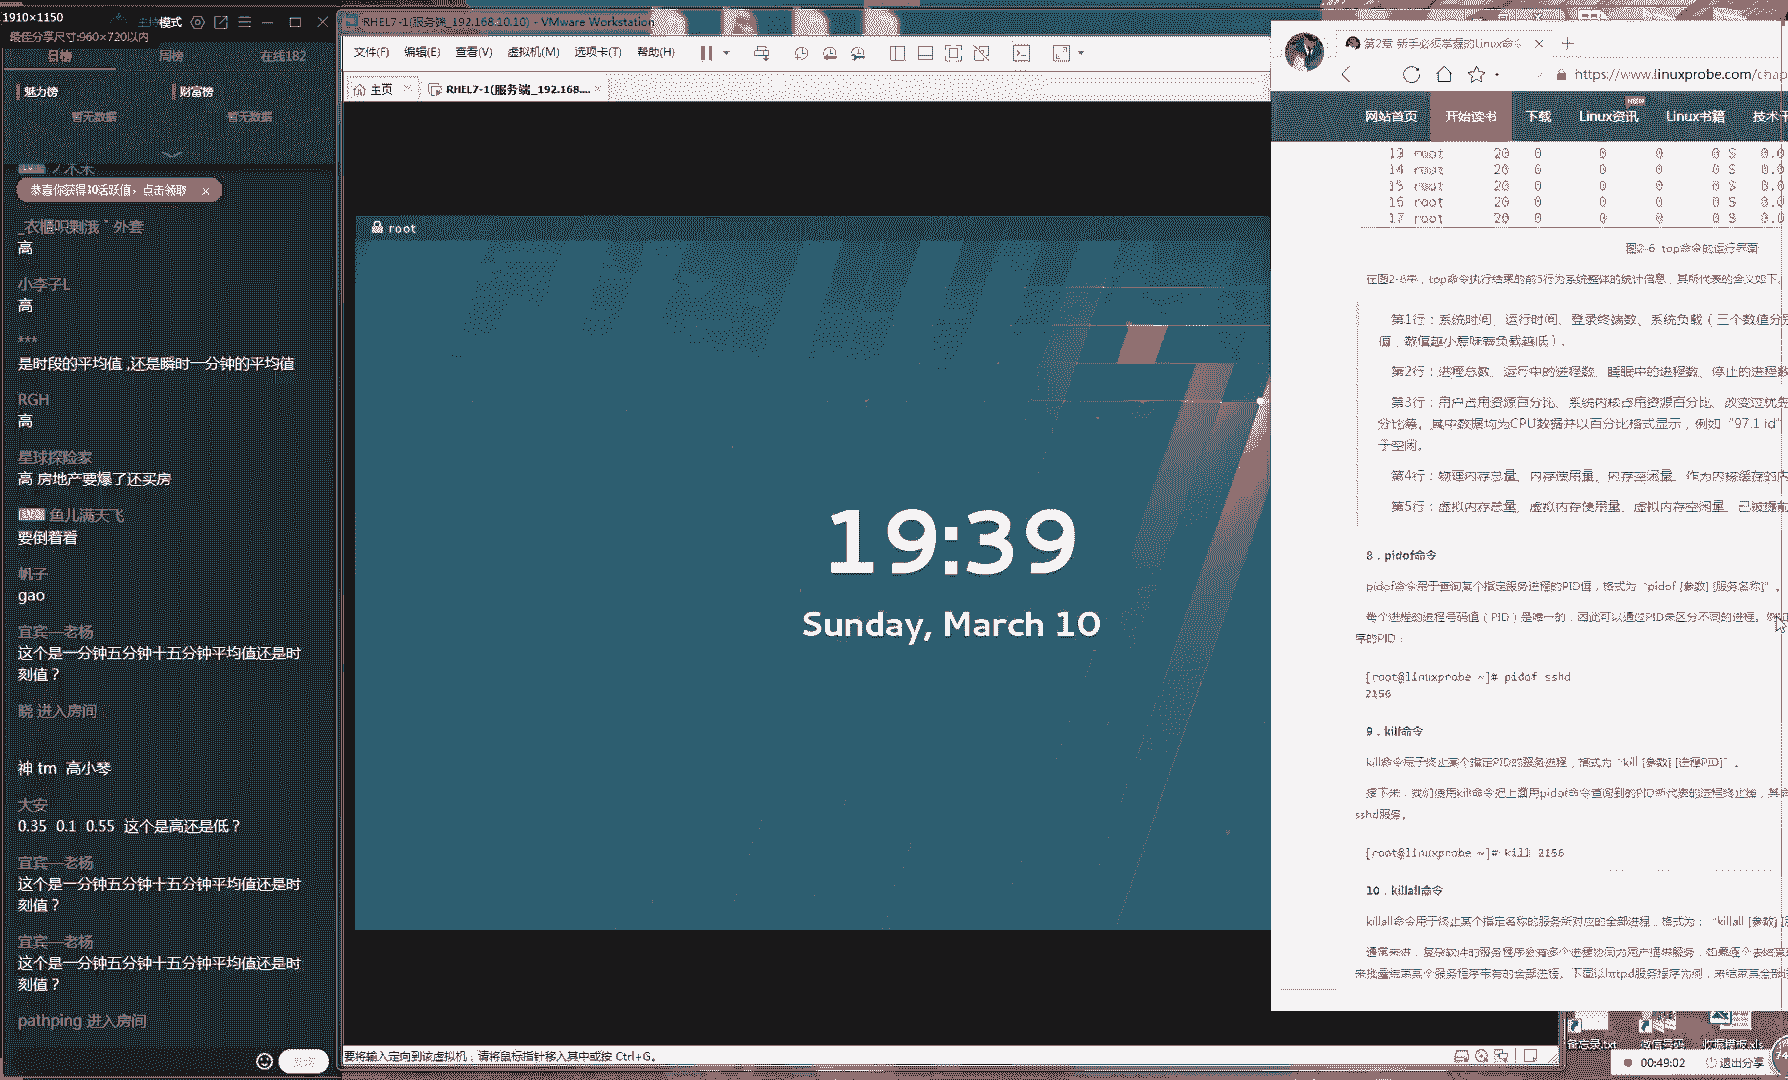 1910×1150
模式
最佳分享尺寸:960×720以内
日榜
周榜
在线182
魅力榜
财富榜
暂无数据
暂无数据
恭喜你获得10活跃值，点击领取
高
小李子L
高
***
是时段的平均值 ,还是瞬时一分钟的平均值
RGH
高
星球探险家
高 房地产要爆了还买房
鱼儿满天飞
要倒着看
帆子
gao
宜宾—老杨
这个是一分钟五分钟十五分钟平均值还是时
刻值？
晓 进入房间
神 tm  高小琴
大安
0.35  0.1  0.55  这个是高还是低？
宜宾—老杨
这个是一分钟五分钟十五分钟平均值还是时
刻值？
宜宾—老杨
这个是一分钟五分钟十五分钟平均值还是时
刻值？
pathping 进入房间
RHEL7-1(服务端_192.168.10.10) - VMware Workstation
文件(F) 编辑(E) 查看(V) 虚拟机(M) 选项卡(T) 帮助(H)
主页
RHEL7-1(服务端_192.168....
root
19:39
Sunday, March 10
要将输入定向到该虚拟机，请将鼠标指针移入其中或按 Ctrl+G。
第2章 新手必须掌握的Linux命令
https://www.linuxprobe.com/chap
网站首页 开始读书 下载 Linux资讯 Linux书籍
13 root 20 0 0 0 0 S 0.0
14 root 20 0 0 0 0 S 0.0
15 root 20 0 0 0 0 S 0.0
16 root 20 0 0 0 0 S 0.0
17 root 20 0 0 0 0 S 0.0
图2-6 top命令的运行界面
在图2-6中，top命令执行结果的前5行为系统整体的统计信息，其所代表的含义如下。
第1行：系统时间、运行时间、登录终端数、系统负载（三个数值分
值，数值越小意味着负载越低）。
第2行：进程总数、运行中的进程数、睡眠中的进程数、停止的进程数
第3行：用户占用资源百分比、系统内核占用资源百分比、改变过优先
分比等。其中数据均为CPU数据并以百分比格式显示，例如“97.1 id”
于空闲。
第4行：物理内存总量、内存使用量、内存空闲量、作为内核缓存的内
第5行：虚拟内存总量、虚拟内存使用量、虚拟内存空闲量、已被提前
8．pidof命令
pidof命令用于查询某个指定服务进程的PID值，格式为“pidof [参数] [服务名称]”。
每个进程的进程号码值（PID）是唯一的，因此可以通过PID来区分不同的进程。例如
序的PID：
[root@linuxprobe ~]# pidof sshd
2156
9．kill命令
kill命令用于终止某个指定PID的服务进程，格式为“kill [参数] [进程PID]”。
接下来，我们使用kill命令把上面用pidof命令查询到的PID所代表的进程终止掉，其
sshd服务。
[root@linuxprobe ~]# kill 2156
10．killall命令
killall命令用于终止某个指定名称的服务所对应的全部进程，格式为：“killall [参数]
通常来讲，复杂软件的服务程序会有多个进程协同为用户提供服务，如果逐个去结束
来批量结束某个服务程序带有的全部进程。下面以httpd服务程序为例，来结束其全部
备忘录.txt
00:49:02
退出分享